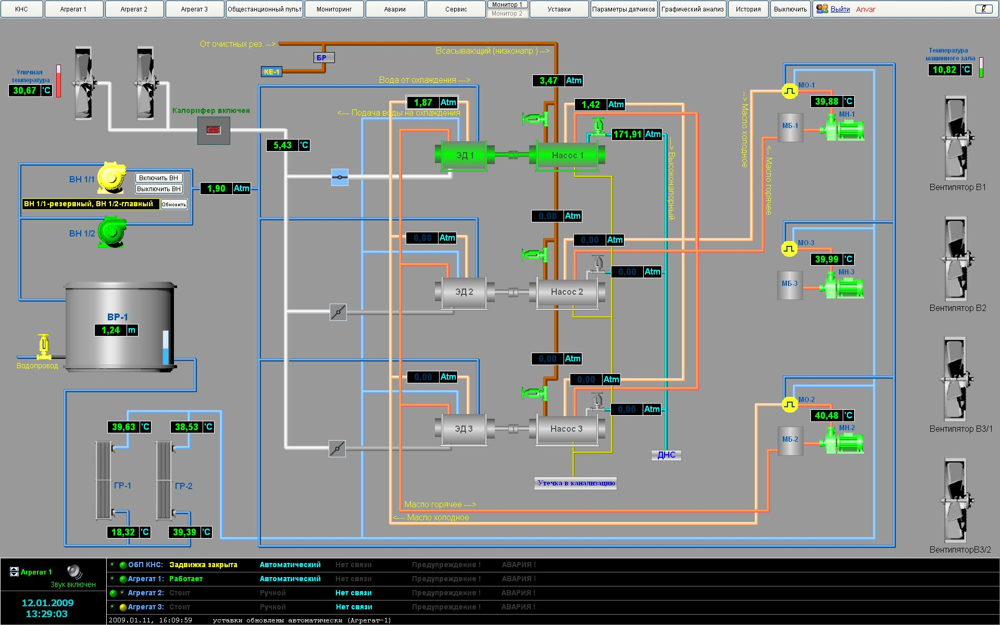 КНС
Агрегат 1
Агрегат 2
Агрегат 3
Общестанционный пульт
Мониторинг
Аварии
Сервис
Монитор 1
Монитор 2
Уставки
Параметры датчиков
Графический анализ
История
Выключить
Выйти
Anvar
От очистных рез. -->
Всасывающий (низконапр.) -->
БР
КЕ-1
Уличная
температура
30,67 'C
Температура
машинного зала
10,82 'C
Вода от охлаждения --->
3,47 Atm
1,87 Atm
1,42 Atm
<--- Подача воды на охлаждения
Калорифер включен
5,43 'C
171,91 Atm
ЭД 1
Насос 1
--> Высоконапорный
--> Масло холодное
<-- Масло горячее
МО-1
39,88 'C
МБ-1
МН-1
Вентилятор В1
ВН 1/1
Включить ВН
Выключить ВН
1,90 Atm
ВН 1/1-резервный, ВН 1/2-главный
Обновить
ВН 1/2
0,00 Atm
0,00 Atm
0,00 Atm
0,00 Atm
ЭД 2
Насос 2
МО-3
39,99 'C
МБ-3
МН-3
Вентилятор В2
ВР-1
1,24 m
Водопровод
0,00 Atm
0,00 Atm
0,00 Atm
0,00 Atm
ЭД 3
Насос 3
МО-2
40,48 'C
МБ-2
МН-2
Вентилятор В3/1
39,63 'C
38,53 'C
ГР-1
ГР-2
18,32 'C
39,39 'C
ДНС
Утечка в канализацию
Масло горячее --->
<--- Масло холодное
ВентиляторВ3/2
Агрегат 1
Звук включен
12.01.2009
13:29:03
ОбП КНС: Задвижка закрыта Автоматический Нет связи Предупреждение ! АВАРИЯ !
Агрегат 1: Работает Автоматический Нет связи Предупреждение ! АВАРИЯ !
Агрегат 2: Стоит Ручной Нет связи Предупреждение ! АВАРИЯ !
Агрегат 3: Стоит Ручной Нет связи Предупреждение ! АВАРИЯ !
2009.01.11, 16:09:59 уставки обновлены автоматически (Агрегат-1)